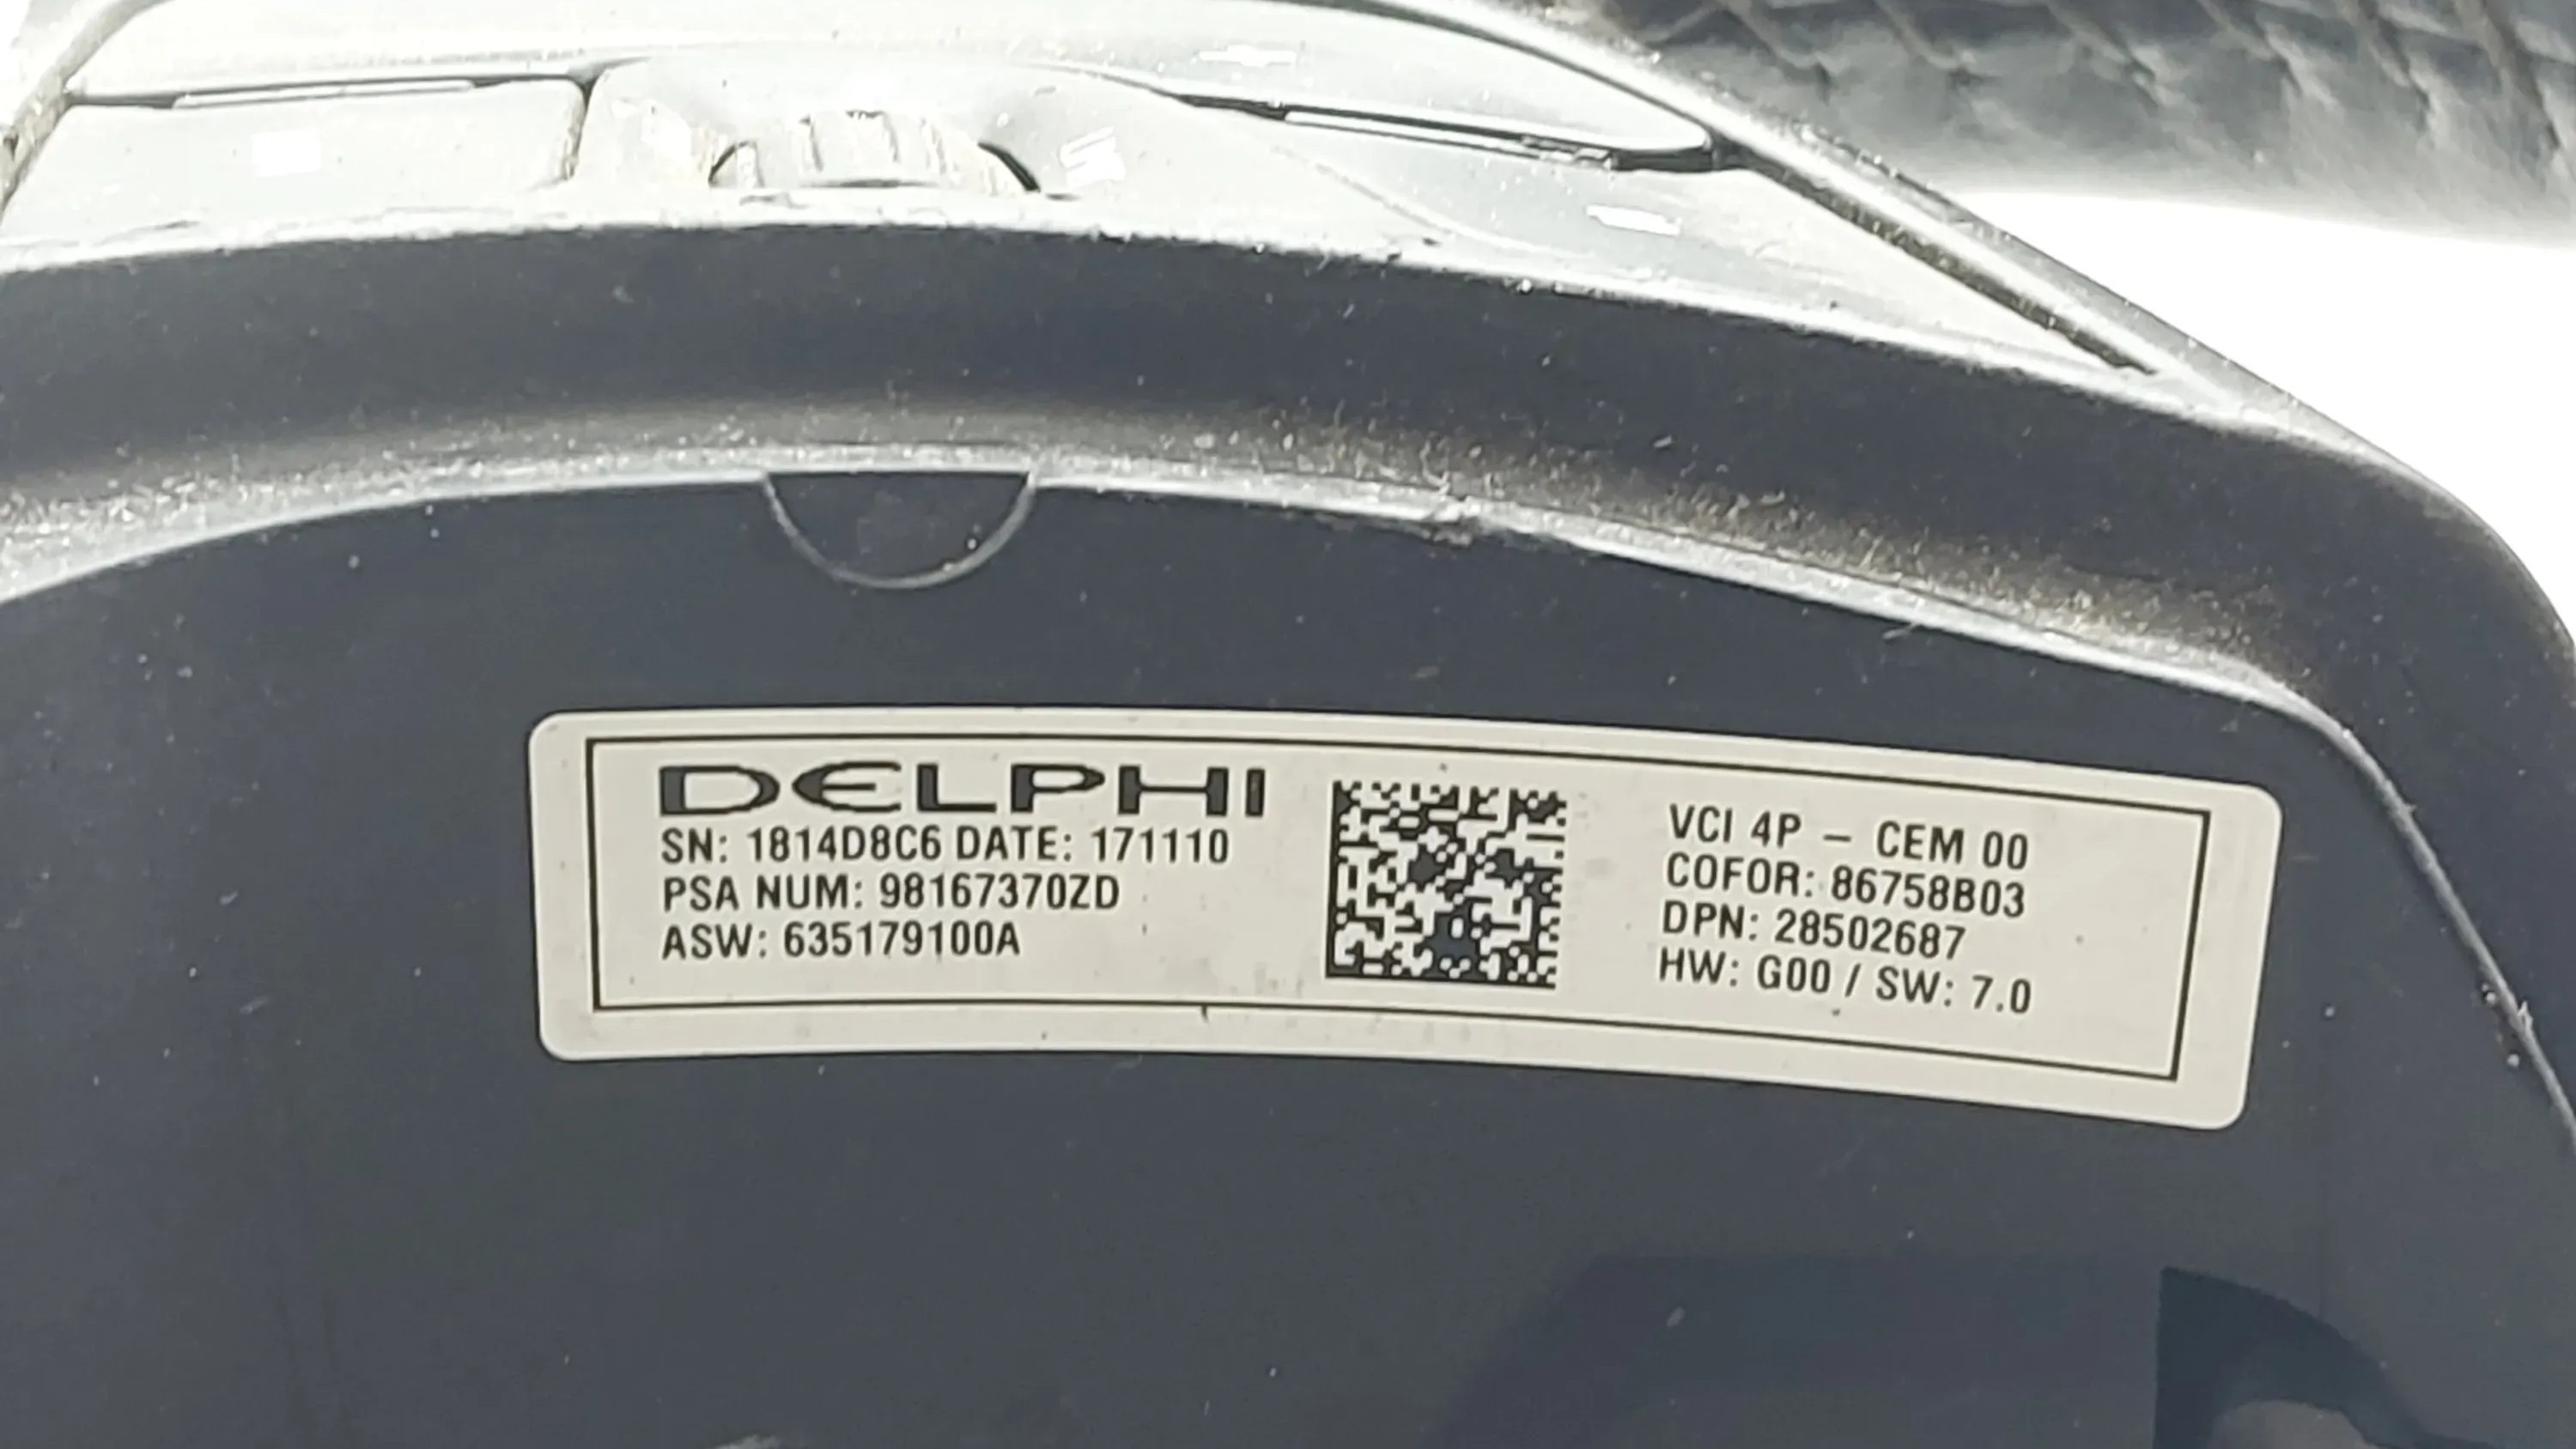 DELPHI
SN: 1814D8C6 DATE: 171110
PSA NUM: 98167370ZD
ASW: 635179100A
VCI 4P – CEM 00
COFOR: 86758B03
DPN: 28502687
HW: G00 / SW: 7.0